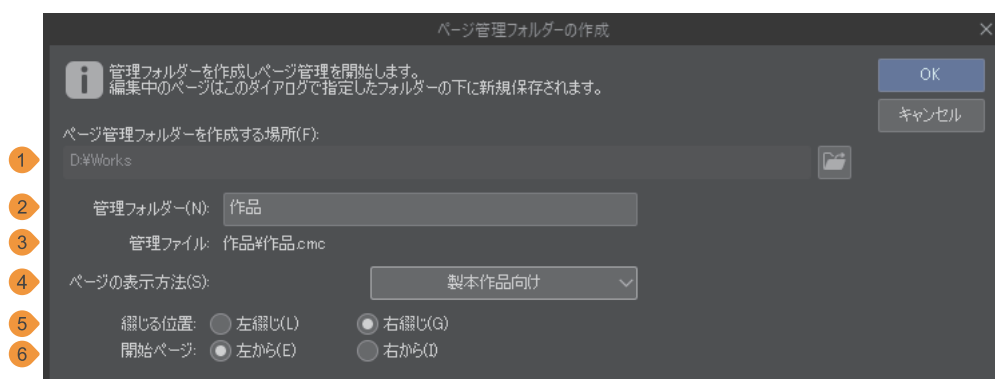 ページ管理フォルダーの作成
管理フォルダーを作成しページ管理を開始します。
編集中のページはこのダイアログで指定したフォルダーの下に新規保存されます。
OK
キャンセル
ページ管理フォルダーを作成する場所(F):
1 D:¥Works
2 管理フォルダー(N): 作品
3 管理ファイル: 作品¥作品.cmc
4 ページの表示方法(S): 製本作品向け
5 綴じる位置: 左綴じ(L) 右綴じ(G)
6 開始ページ: 左から(E) 右から(I)